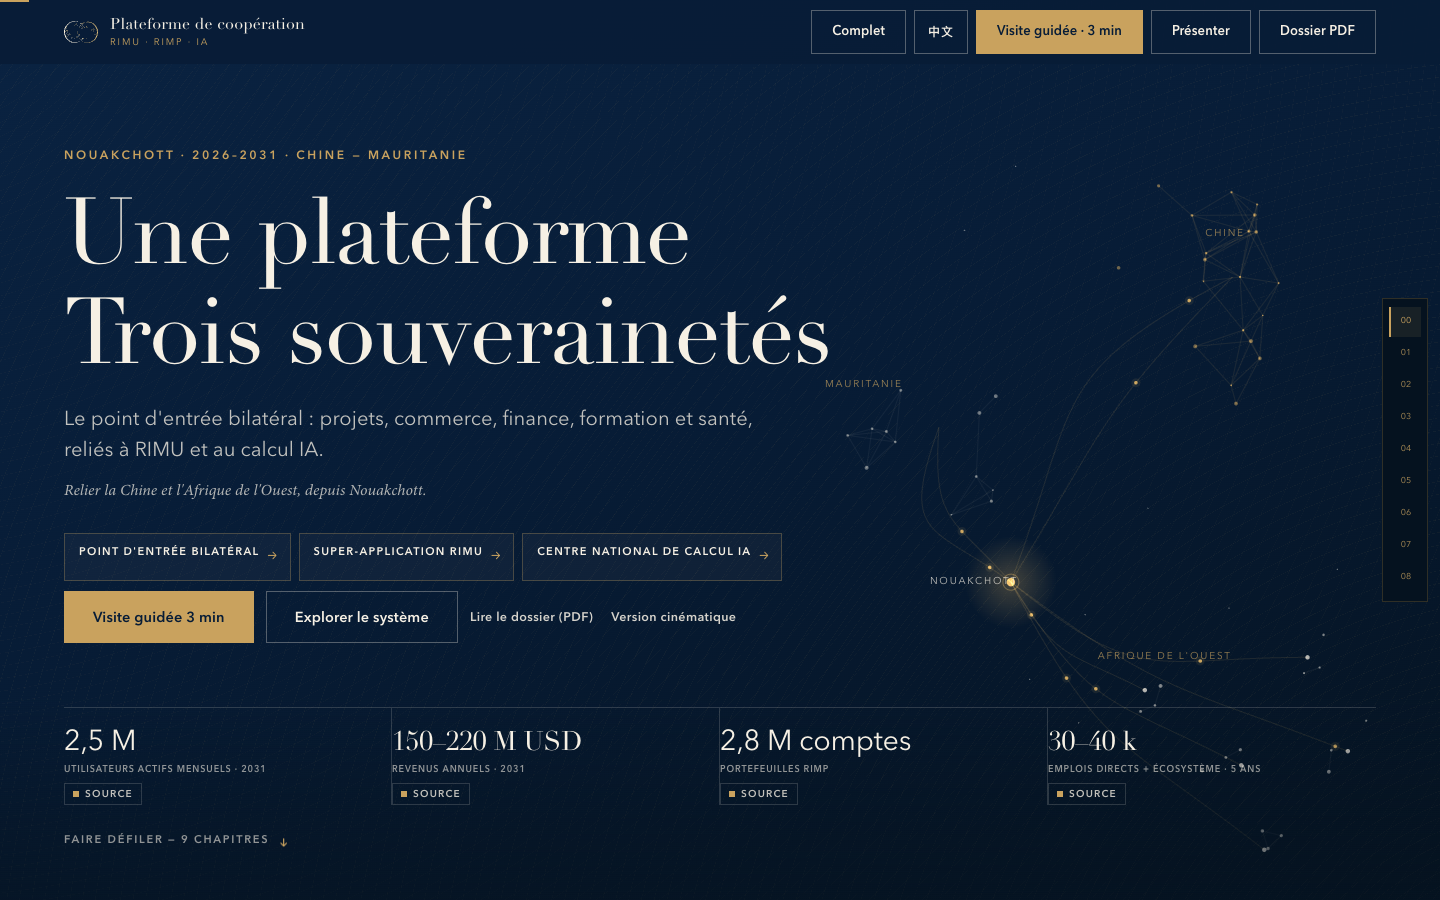 Plateforme de coopération
RIMU · RIMP · IA
Complet
中文
Visite guidée · 3 min
Présenter
Dossier PDF
NOUAKCHOTT · 2026–2031 · CHINE — MAURITANIE
Une plateforme
Trois souverainetés
Le point d'entrée bilatéral : projets, commerce, finance, formation et santé,
reliés à RIMU et au calcul IA.
Relier la Chine et l'Afrique de l'Ouest, depuis Nouakchott.
POINT D'ENTRÉE BILATÉRAL →
SUPER-APPLICATION RIMU →
CENTRE NATIONAL DE CALCUL IA →
Visite guidée 3 min
Explorer le système
Lire le dossier (PDF)
Version cinématique
CHINE
MAURITANIE
NOUAKCHOTT
AFRIQUE DE L'OUEST
00
01
02
03
04
05
06
07
08
2,5 M
UTILISATEURS ACTIFS MENSUELS · 2031
SOURCE
150–220 M USD
REVENUS ANNUELS · 2031
SOURCE
2,8 M comptes
PORTEFEUILLES RIMP
SOURCE
30–40 k
EMPLOIS DIRECTS + ÉCOSYSTÈME · 5 ANS
SOURCE
FAIRE DÉFILER — 9 CHAPITRES ↓